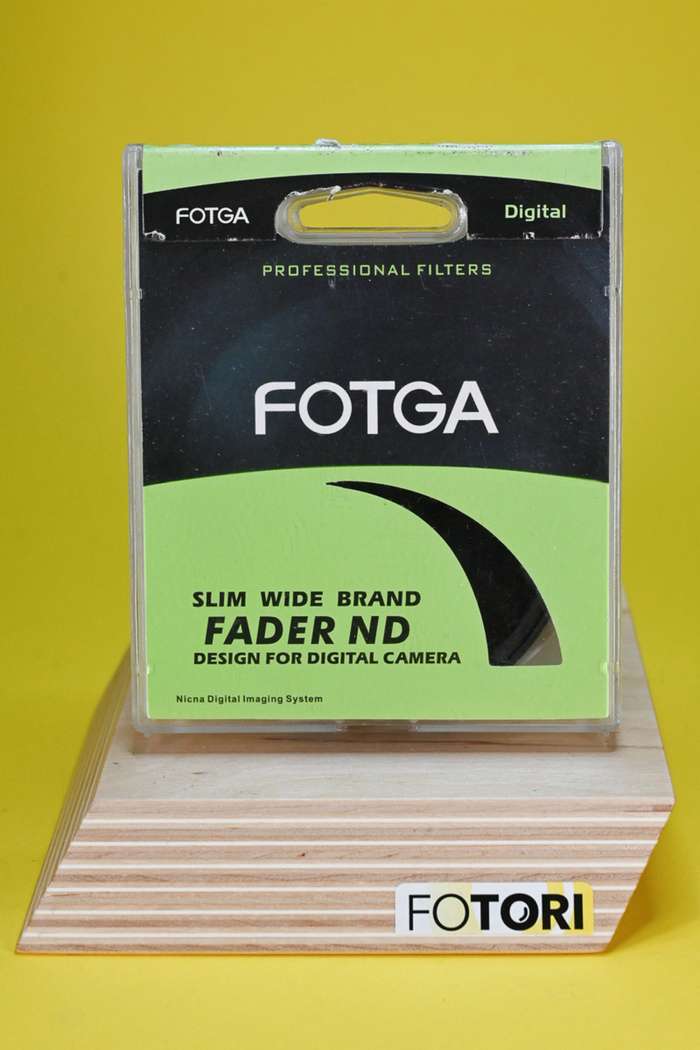 FOTGA
Digital
PROFESSIONAL FILTERS
FOTGA
SLIM WIDE BRAND
FADER ND
DESIGN FOR DIGITAL CAMERA
Nicna Digital Imaging System
FOTORI